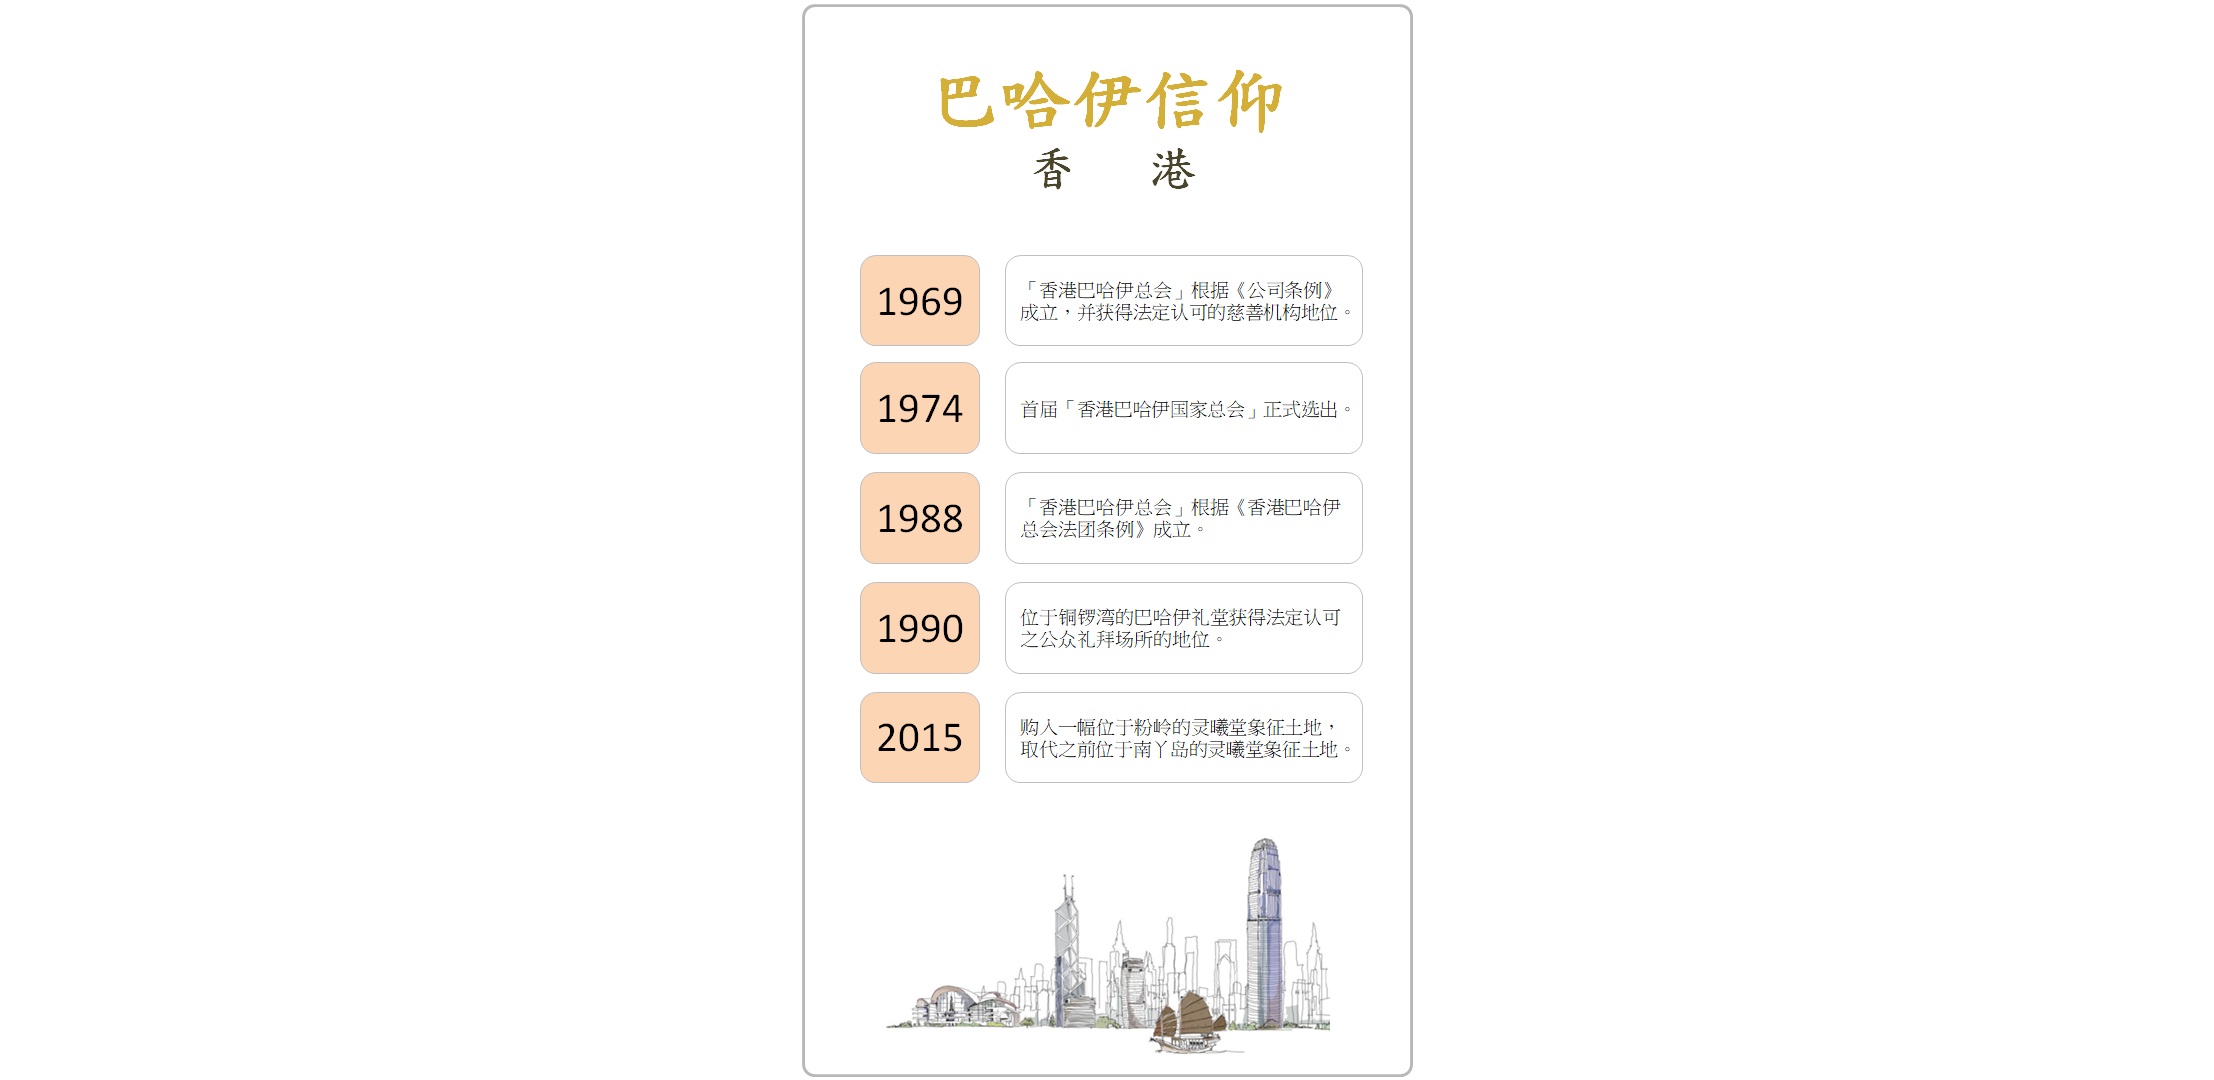 巴哈伊信仰
香 港
1969
「香港巴哈伊总会」根据《公司条例》
成立，并获得法定认可的慈善机构地位。
1974
首届「香港巴哈伊国家总会」正式选出。
1988
「香港巴哈伊总会」根据《香港巴哈伊
总会法团条例》成立。
1990
位于铜锣湾的巴哈伊礼堂获得法定认可
之公众礼拜场所的地位。
2015
购入一幅位于粉岭的灵曦堂象征土地，
取代之前位于南丫岛的灵曦堂象征土地。